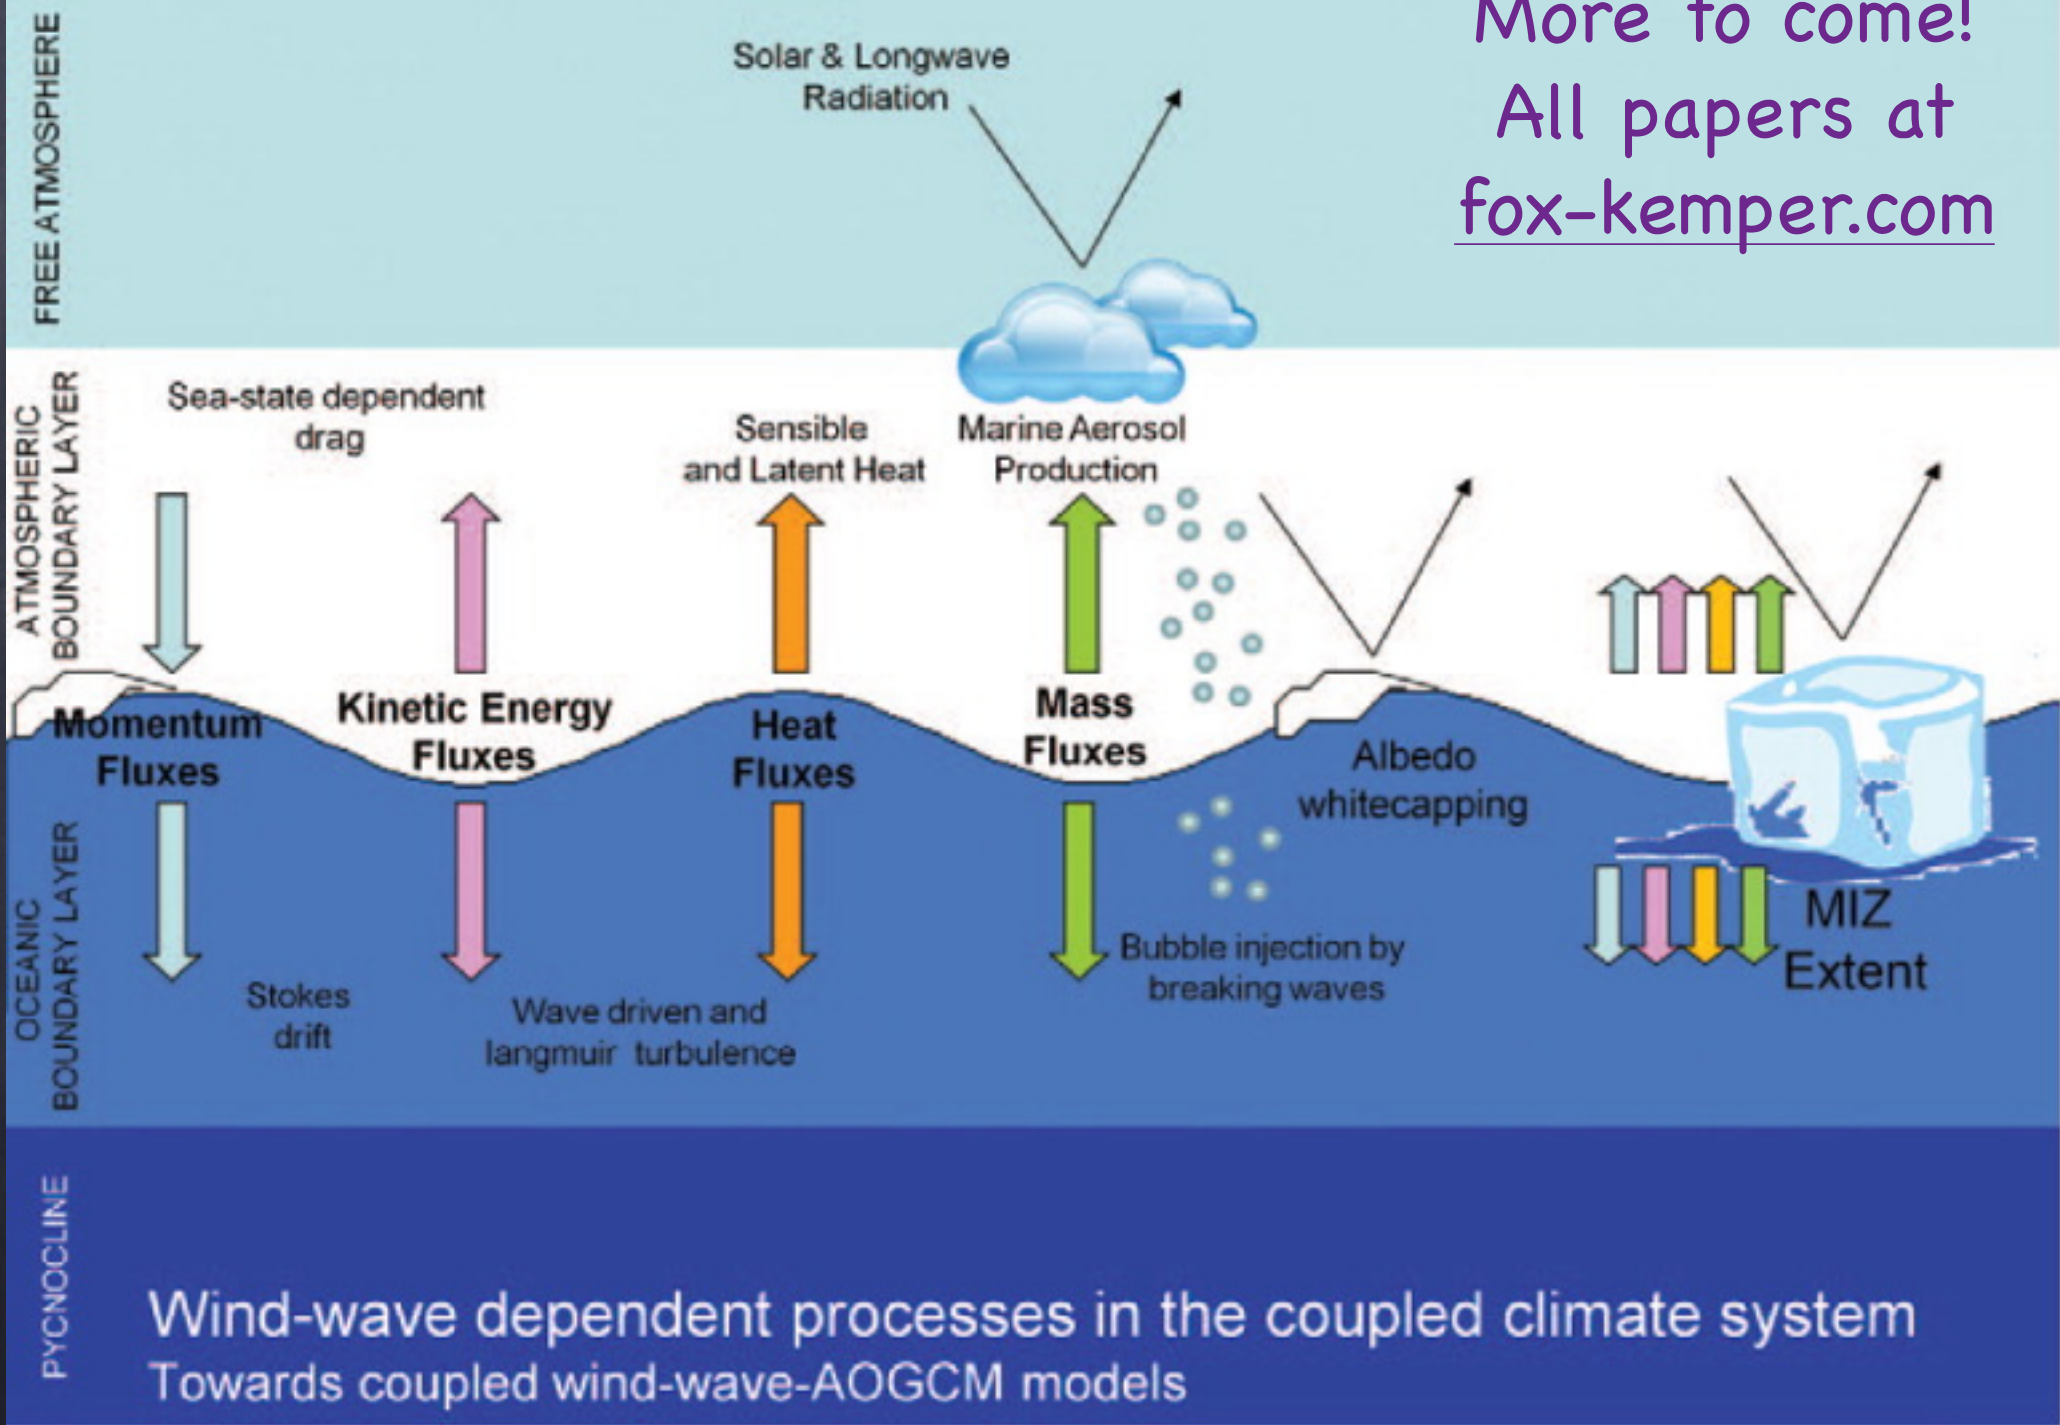 More to come!
All papers at
fox-kemper.com
Solar & Longwave
Radiation
FREE ATMOSPHERE
ATMOSPHERIC
BOUNDARY LAYER
Sea-state dependent
drag
Sensible
and Latent Heat
Marine Aerosol
Production
Momentum
Fluxes
Kinetic Energy
Fluxes
Heat
Fluxes
Mass
Fluxes
Albedo
whitecapping
OCEANIC
BOUNDARY LAYER
Stokes
drift
Wave driven and
langmuir turbulence
Bubble injection by
breaking waves
MIZ
Extent
PYCNOCLINE
Wind-wave dependent processes in the coupled climate system
Towards coupled wind-wave-AOGCM models